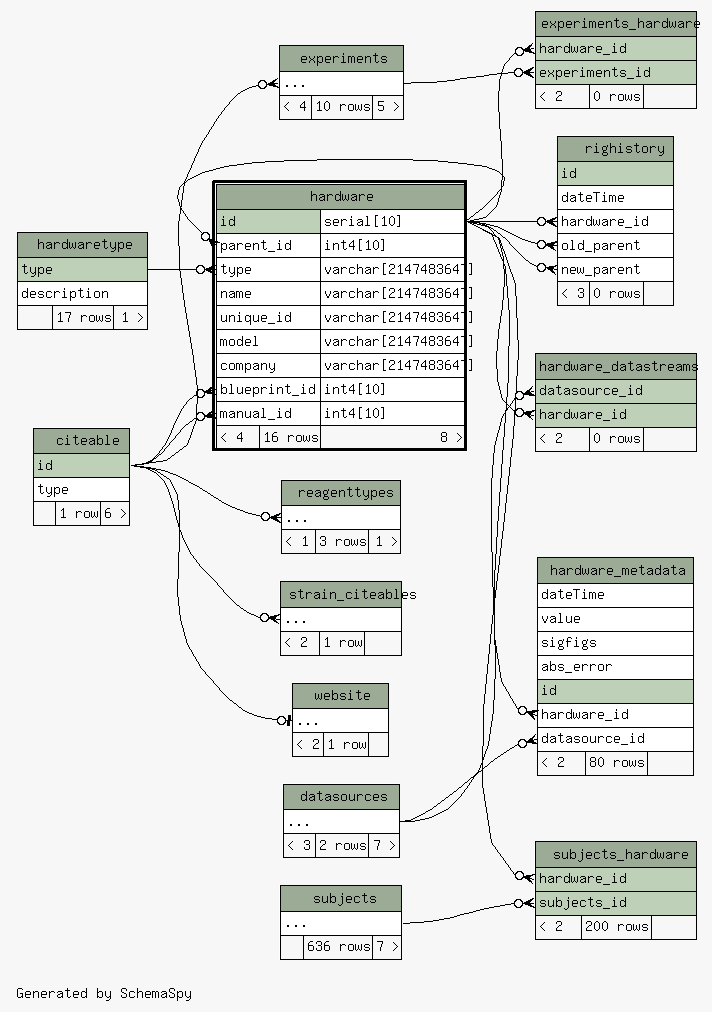 experiments
...
< 4 10 rows 5 >
experiments_hardware
hardware_id
experiments_id
< 2 0 rows
righistory
id
dateTime
hardware_id
old_parent
new_parent
< 3 0 rows
hardware
id serial[10]
parent_id int4[10]
type varchar[2147483647]
name varchar[2147483647]
unique_id varchar[2147483647]
model varchar[2147483647]
company varchar[2147483647]
blueprint_id int4[10]
manual_id int4[10]
< 4 16 rows 8 >
hardwaretype
type
description
17 rows 1 >
hardware_datastreams
datasource_id
hardware_id
< 2 0 rows
citeable
id
type
1 row 6 >
reagenttypes
...
< 1 3 rows 1 >
strain_citeables
...
< 2 1 row
hardware_metadata
dateTime
value
sigfigs
abs_error
id
hardware_id
datasource_id
< 2 80 rows
website
...
< 2 1 row
datasources
...
< 3 2 rows 7 >
subjects_hardware
hardware_id
subjects_id
< 2 200 rows
subjects
...
636 rows 7 >
Generated by SchemaSpy